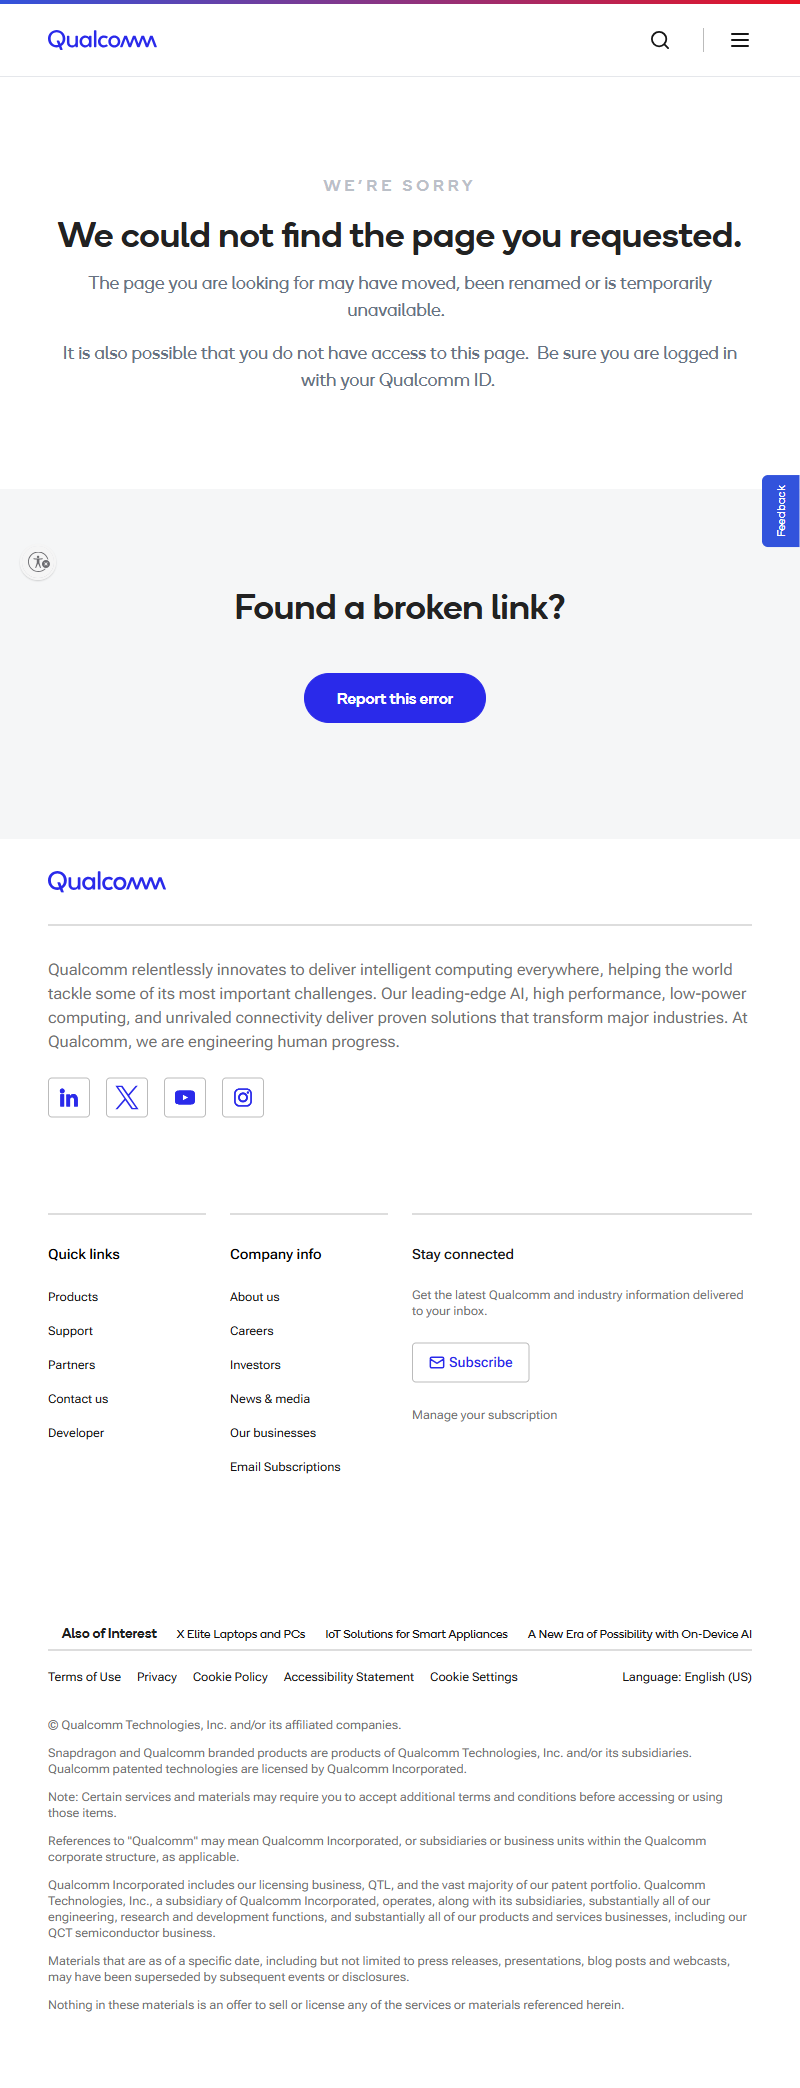 Qualcomm
WE'RE SORRY
We could not find the page you requested.
The page you are looking for may have moved, been renamed or is temporarily
unavailable.
It is also possible that you do not have access to this page.  Be sure you are logged in
with your Qualcomm ID.
Feedback
Found a broken link?
Report this error
Qualcomm
Qualcomm relentlessly innovates to deliver intelligent computing everywhere, helping the world
tackle some of its most important challenges. Our leading-edge AI, high performance, low-power
computing, and unrivaled connectivity deliver proven solutions that transform major industries. At
Qualcomm, we are engineering human progress.
Quick links
Products
Support
Partners
Contact us
Developer
Company info
About us
Careers
Investors
News & media
Our businesses
Email Subscriptions
Stay connected
Get the latest Qualcomm and industry information delivered
to your inbox.
Subscribe
Manage your subscription
Also of Interest X Elite Laptops and PCs IoT Solutions for Smart Appliances A New Era of Possibility with On-Device AI
Terms of Use Privacy Cookie Policy Accessibility Statement Cookie Settings Language: English (US)
© Qualcomm Technologies, Inc. and/or its affiliated companies.
Snapdragon and Qualcomm branded products are products of Qualcomm Technologies, Inc. and/or its subsidiaries.
Qualcomm patented technologies are licensed by Qualcomm Incorporated.
Note: Certain services and materials may require you to accept additional terms and conditions before accessing or using
those items.
References to "Qualcomm" may mean Qualcomm Incorporated, or subsidiaries or business units within the Qualcomm
corporate structure, as applicable.
Qualcomm Incorporated includes our licensing business, QTL, and the vast majority of our patent portfolio. Qualcomm
Technologies, Inc., a subsidiary of Qualcomm Incorporated, operates, along with its subsidiaries, substantially all of our
engineering, research and development functions, and substantially all of our products and services businesses, including our
QCT semiconductor business.
Materials that are as of a specific date, including but not limited to press releases, presentations, blog posts and webcasts,
may have been superseded by subsequent events or disclosures.
Nothing in these materials is an offer to sell or license any of the services or materials referenced herein.